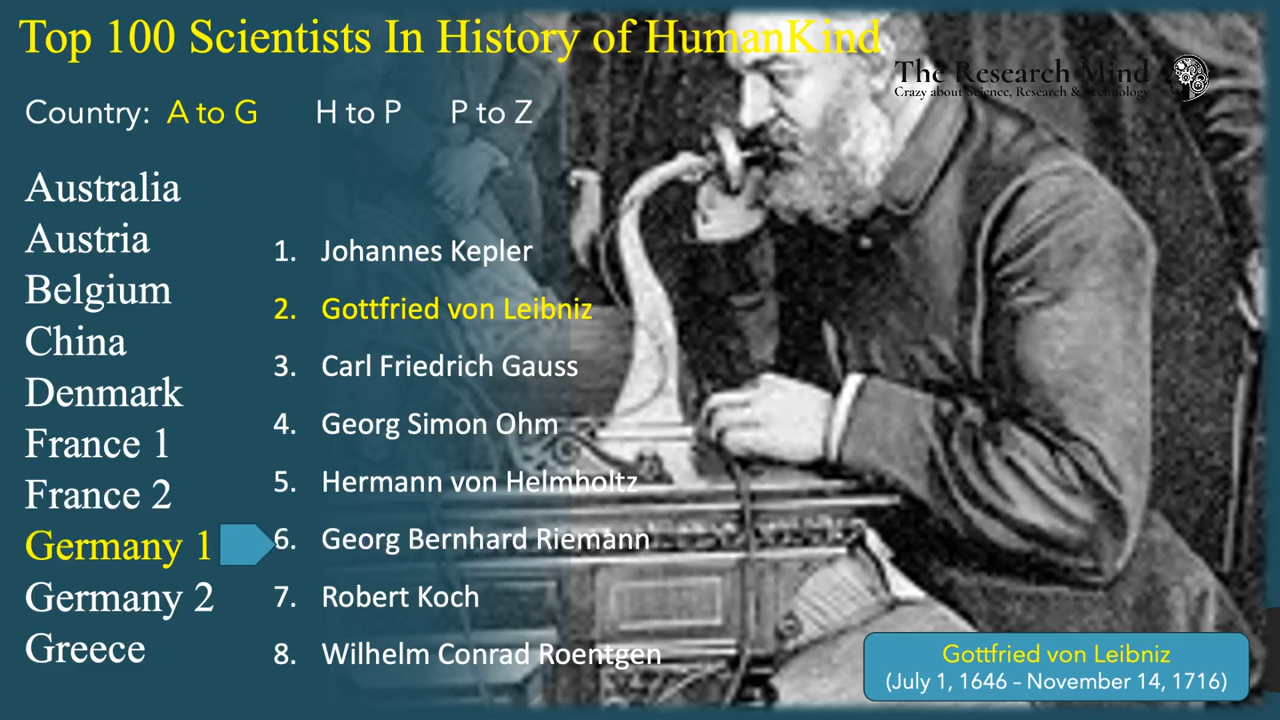 Top 100 Scientists In History of HumanKind
The Research Mind
Crazy about Science, Research & Technology
Country: A to G H to P P to Z
Australia
Austria
Belgium
China
Denmark
France 1
France 2
Germany 1
Germany 2
Greece
1. Johannes Kepler
2. Gottfried von Leibniz
3. Carl Friedrich Gauss
4. Georg Simon Ohm
5. Hermann von Helmholtz
6. Georg Bernhard Riemann
7. Robert Koch
8. Wilhelm Conrad Roentgen
Gottfried von Leibniz
(July 1, 1646 – November 14, 1716)